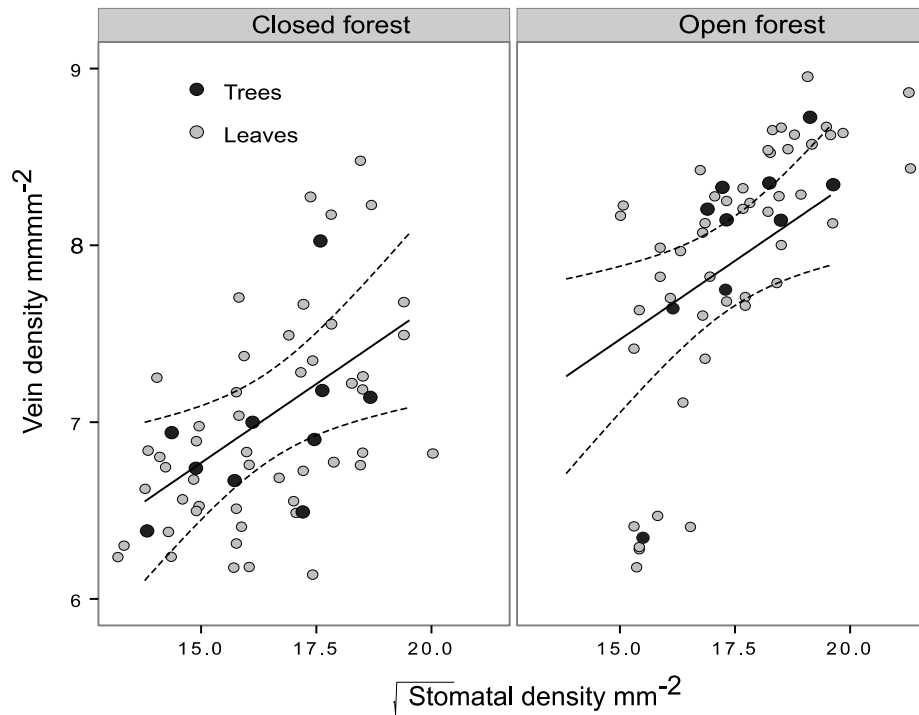 Closed forest
Open forest
Trees
Leaves
Vein density mmmm-2
9
8
7
6
15.0
17.5
20.0
15.0
17.5
20.0
√Stomatal density mm-2